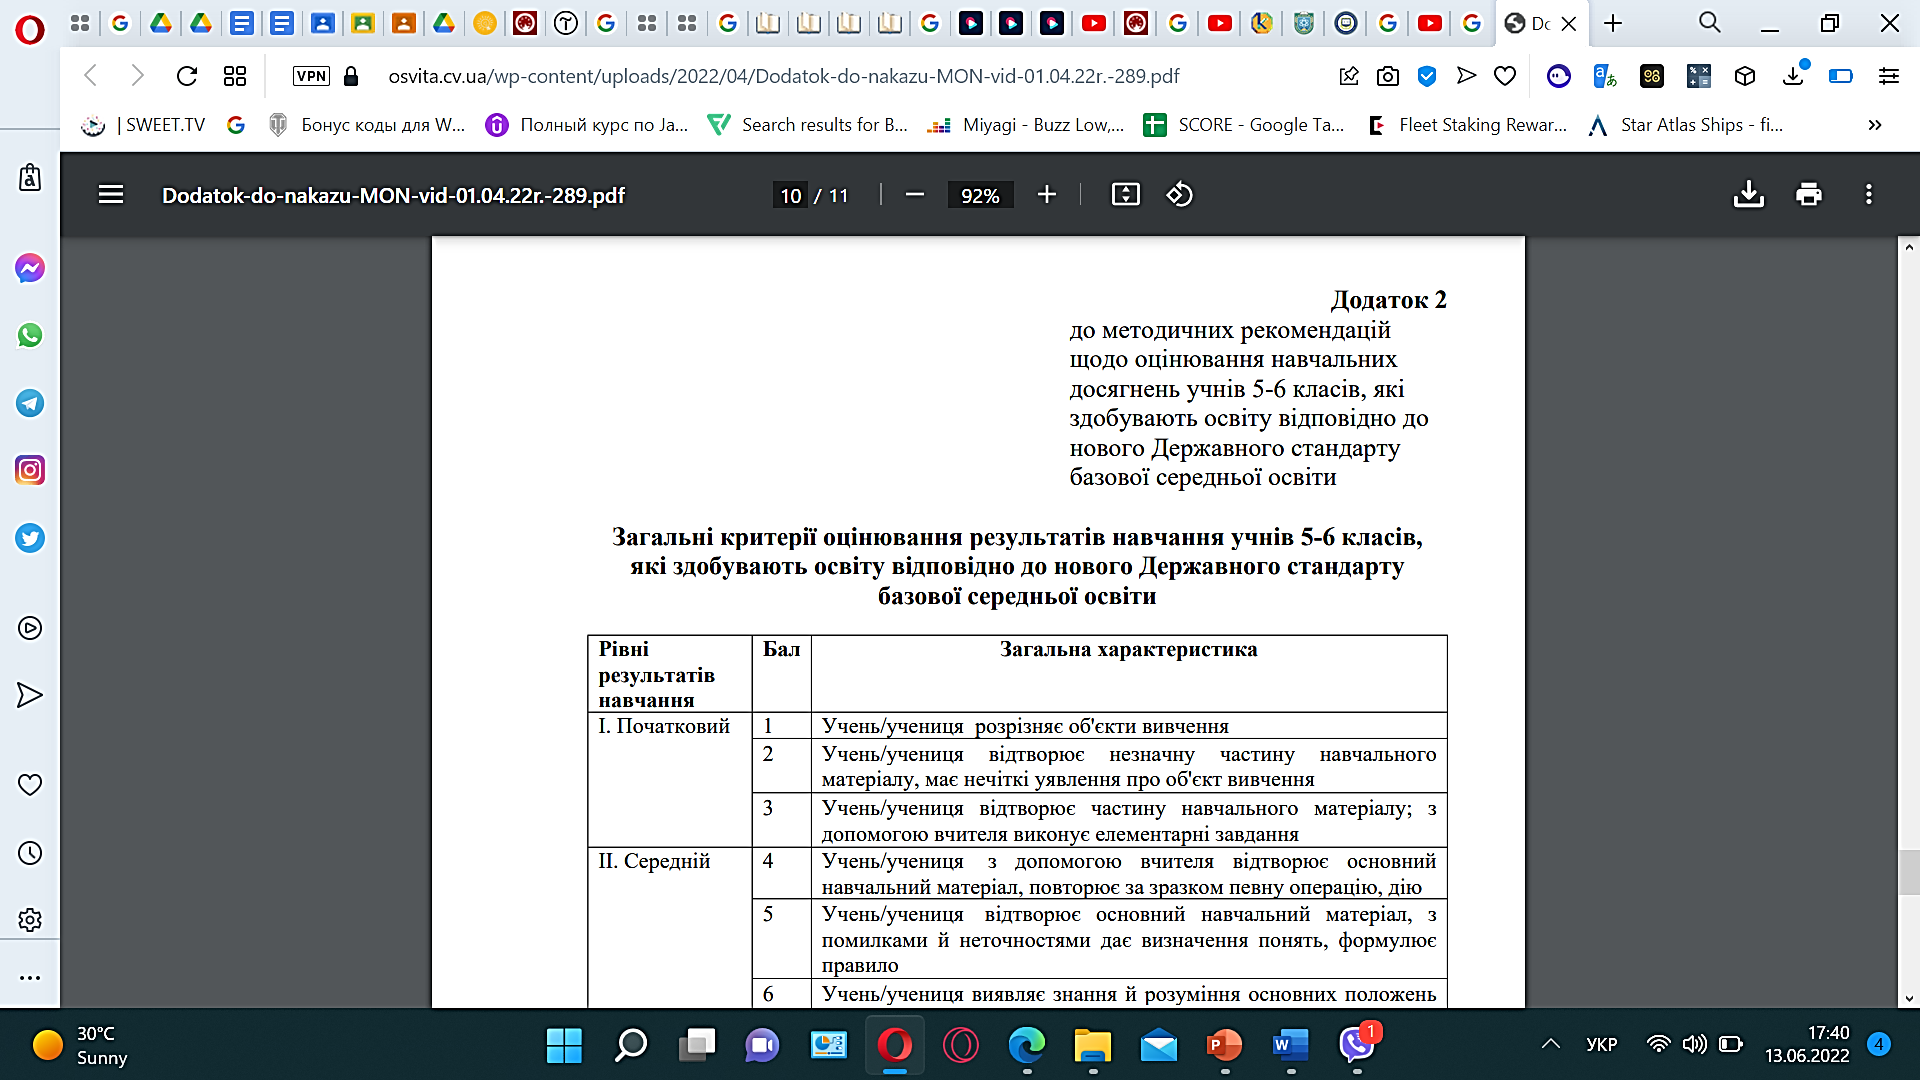 Dc
VPN
osvita.cv.ua/wp-content/uploads/2022/04/Dodatok-do-nakazu-MON-vid-01.04.22r.-289.pdf
| SWEET.TV
Бонус коды для W...
Полный курс по Ja...
Search results for B...
Miyagi - Buzz Low,...
SCORE - Google Ta...
Fleet Staking Rewar...
Star Atlas Ships - fi...
Dodatok-do-nakazu-MON-vid-01.04.22r.-289.pdf
10 / 11
92%
Додаток 2
до методичних рекомендацій
щодо оцінювання навчальних
досягнень учнів 5-6 класів, які
здобувають освіту відповідно до
нового Державного стандарту
базової середньої освіти
Загальні критерії оцінювання результатів навчання учнів 5-6 класів,
які здобувають освіту відповідно до нового Державного стандарту
базової середньої освіти
Рівні
результатів
навчання
Бал
Загальна характеристика
І. Початковий
1
Учень/учениця розрізняє об'єкти вивчення
2
Учень/учениця відтворює незначну частину навчального
матеріалу, має нечіткі уявлення про об'єкт вивчення
3
Учень/учениця відтворює частину навчального матеріалу; з
допомогою вчителя виконує елементарні завдання
ІІ. Середній
4
Учень/учениця з допомогою вчителя відтворює основний
навчальний матеріал, повторює за зразком певну операцію, дію
5
Учень/учениця відтворює основний навчальний матеріал, з
помилками й неточностями дає визначення понять, формулює
правило
6
Учень/учениця виявляє знання й розуміння основних положень
30°C
Sunny
1
УКР
17:40
13.06.2022
4